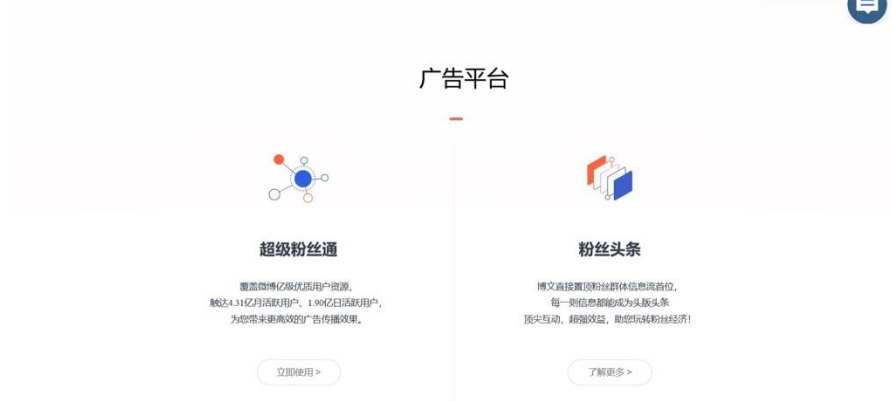 广告平台
超级粉丝通
覆盖微博亿级优质用户资源，
触达4.31亿月活跃用户、1.90亿日活跃用户，
为您带来更高效的广告传播效果。
立即使用 >
粉丝头条
博文直接置顶粉丝群体信息流首位，
每一则信息都能成为头版头条
顶尖互动，超强效益，助您玩转粉丝经济！
了解更多 >